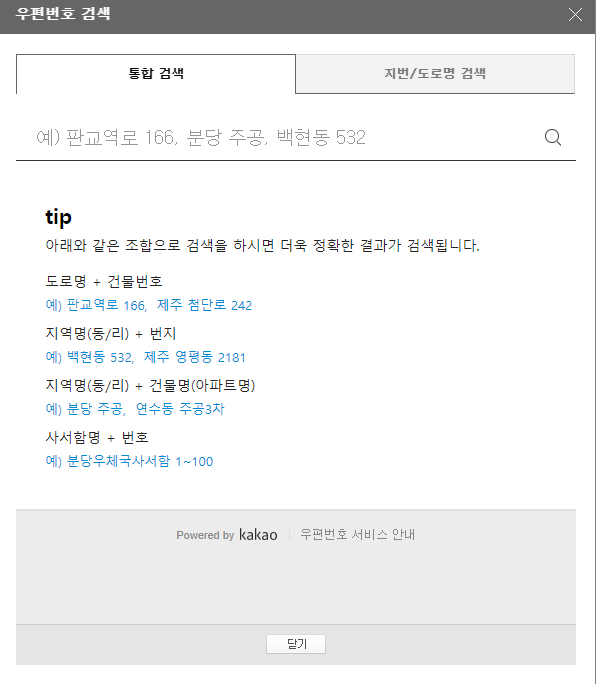 우편번호 검색
통합 검색
지번/도로명 검색
예) 판교역로 166, 분당 주공, 백현동 532
tip
아래와 같은 조합으로 검색을 하시면 더욱 정확한 결과가 검색됩니다.
도로명 + 건물번호
예) 판교역로 166, 제주 첨단로 242
지역명(동/리) + 번지
예) 백현동 532, 제주 영평동 2181
지역명(동/리) + 건물명(아파트명)
예) 분당 주공, 연수동 주공3차
사서함명 + 번호
예) 분당우체국사서함 1~100
Powered by kakao 우편번호 서비스 안내
닫기